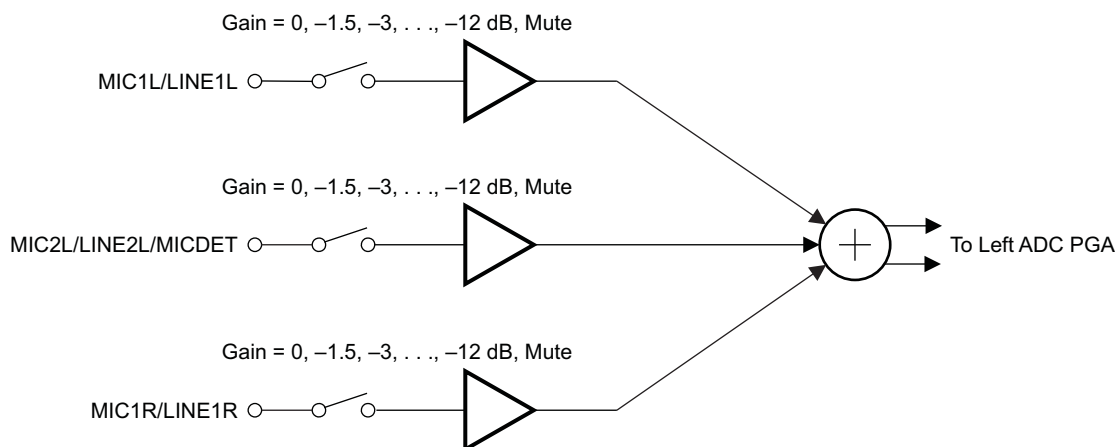 Gain = 0, –1.5, –3, . . ., –12 dB, Mute
MIC1L/LINE1L
Gain = 0, –1.5, –3, . . ., –12 dB, Mute
MIC2L/LINE2L/MICDET
+
To Left ADC PGA
Gain = 0, –1.5, –3, . . ., –12 dB, Mute
MIC1R/LINE1R